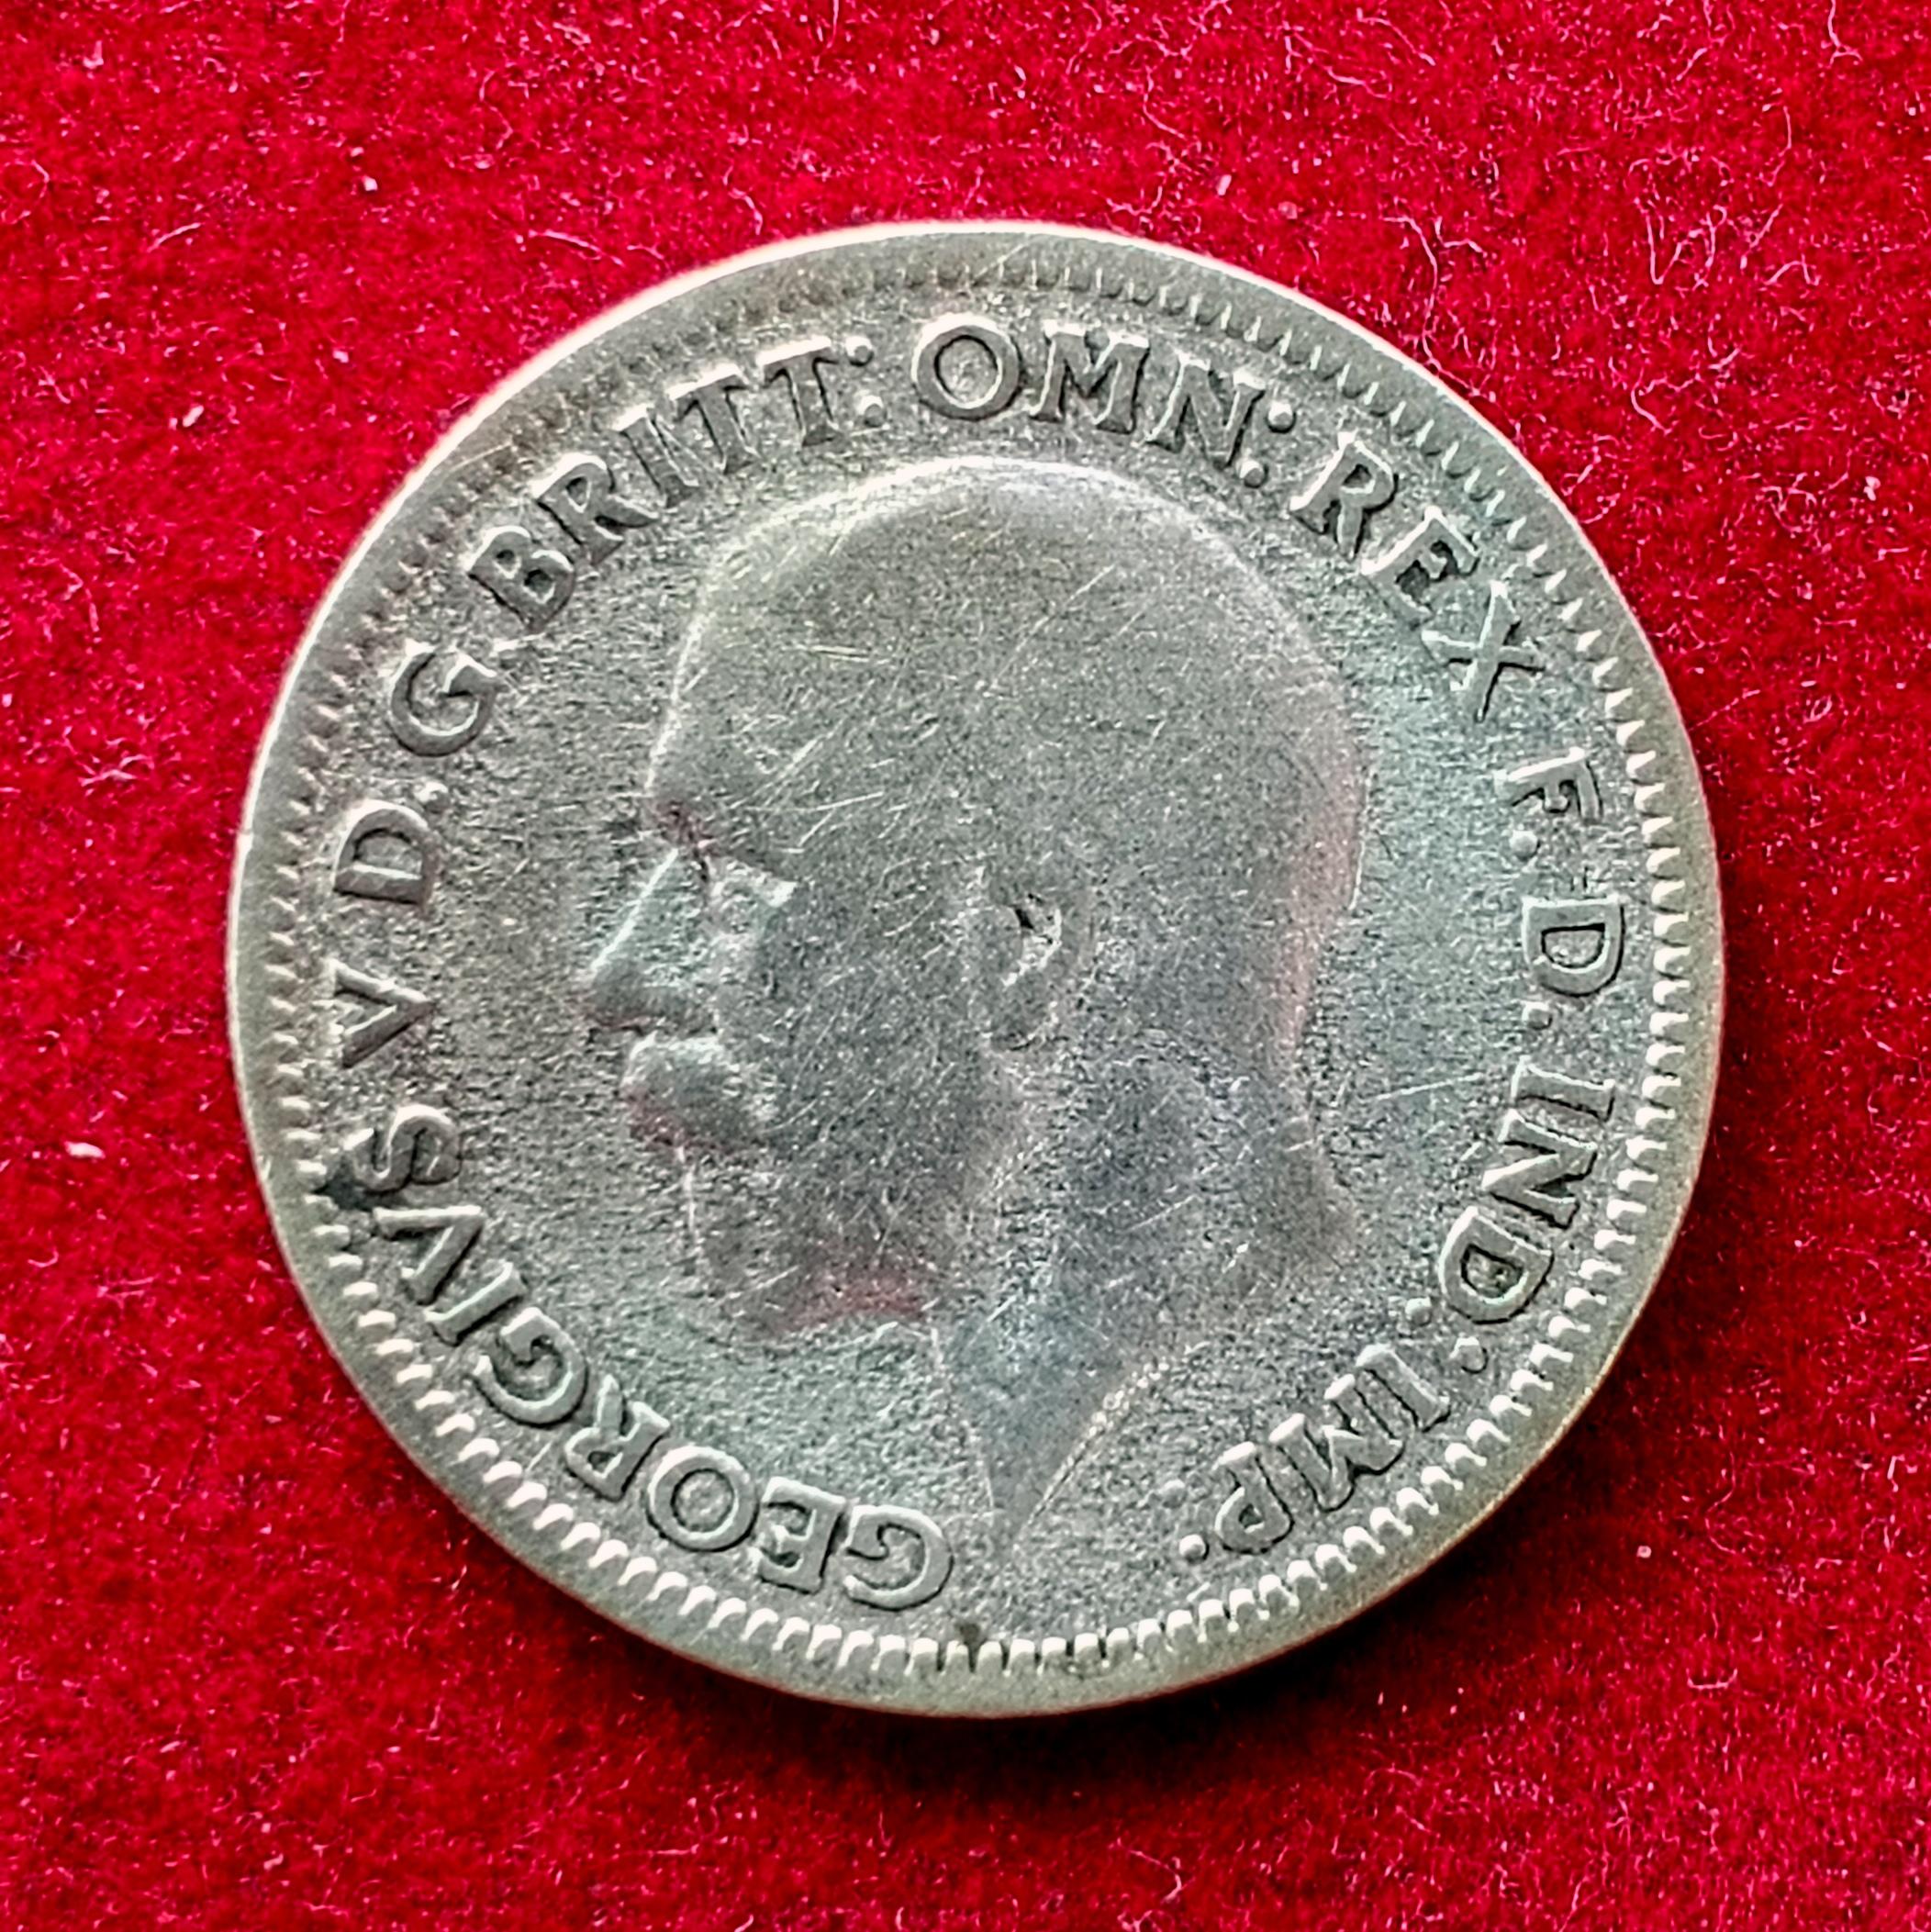 GEORGIVS V D.G.BRITT: OMN: REX F.D.IND: IMP.